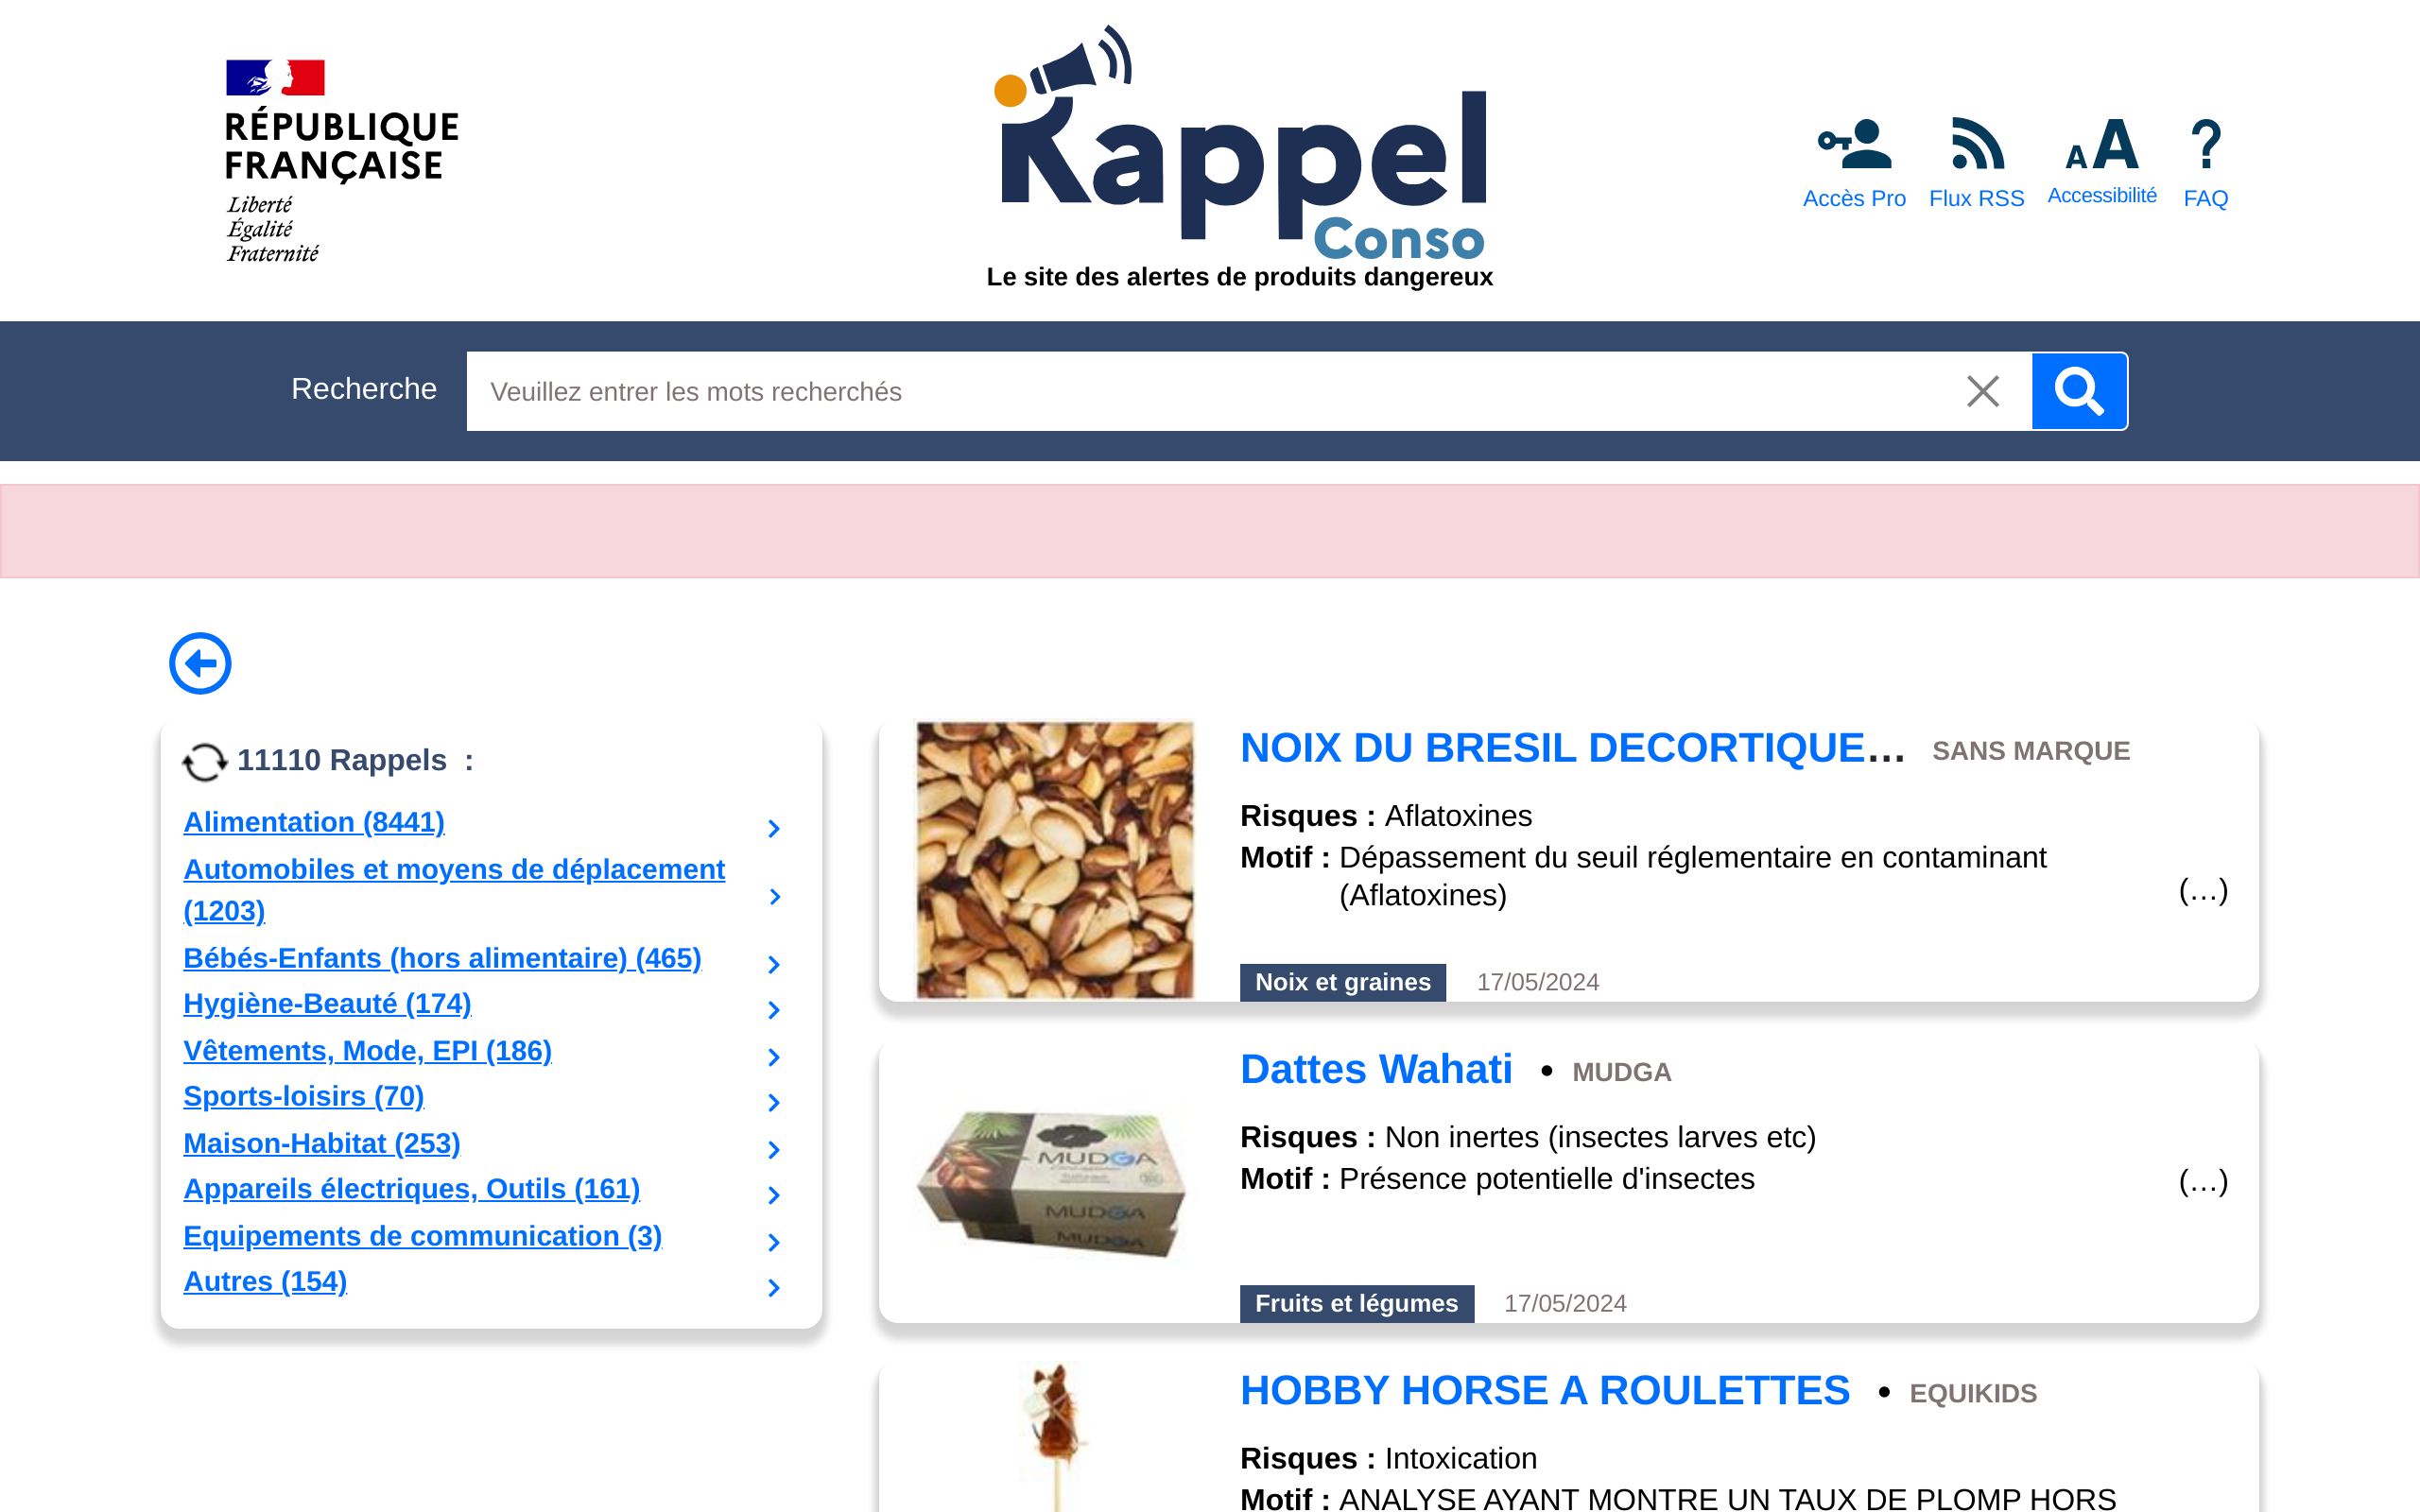 RÉPUBLIQUE
FRANÇAISE
Liberté
Égalité
Fraternité
Rappel
Conso
Le site des alertes de produits dangereux
Accès Pro
Flux RSS
AA
Accessibilité
?
FAQ
Recherche
Veuillez entrer les mots recherchés
11110 Rappels :
Alimentation (8441)
Automobiles et moyens de déplacement
(1203)
Bébés-Enfants (hors alimentaire) (465)
Hygiène-Beauté (174)
Vêtements, Mode, EPI (186)
Sports-loisirs (70)
Maison-Habitat (253)
Appareils électriques, Outils (161)
Equipements de communication (3)
Autres (154)
NOIX DU BRESIL DECORTIQUE… SANS MARQUE
Risques : Aflatoxines
Motif : Dépassement du seuil réglementaire en contaminant
(Aflatoxines)
(…)
Noix et graines 17/05/2024
MUDGA
MUDGA
MUDGA
Dattes Wahati • MUDGA
Risques : Non inertes (insectes larves etc)
Motif : Présence potentielle d'insectes
(…)
Fruits et légumes 17/05/2024
HOBBY HORSE A ROULETTES • EQUIKIDS
Risques : Intoxication
Motif : ANALYSE AYANT MONTRE UN TAUX DE PLOMP HORS